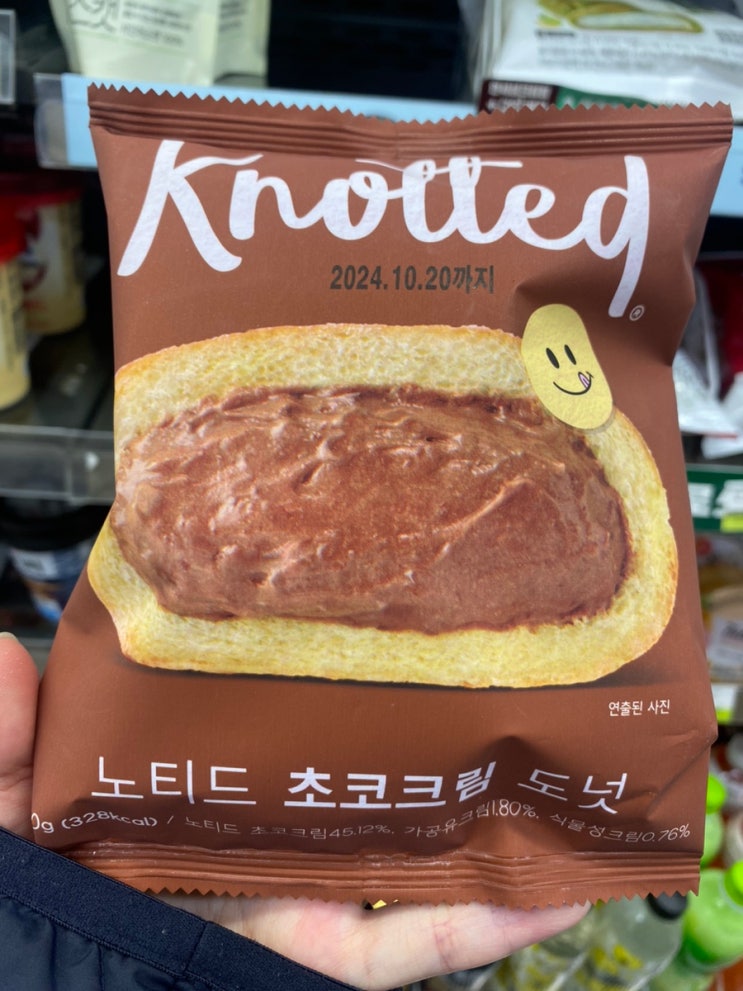 Knotted
®
2024.10.20까지
연출된 사진
노티드 초코크림 도넛
0g (328kcal) / 노티드 초코크림45.12%, 가공유크림1.80%, 식물성크림0.76%